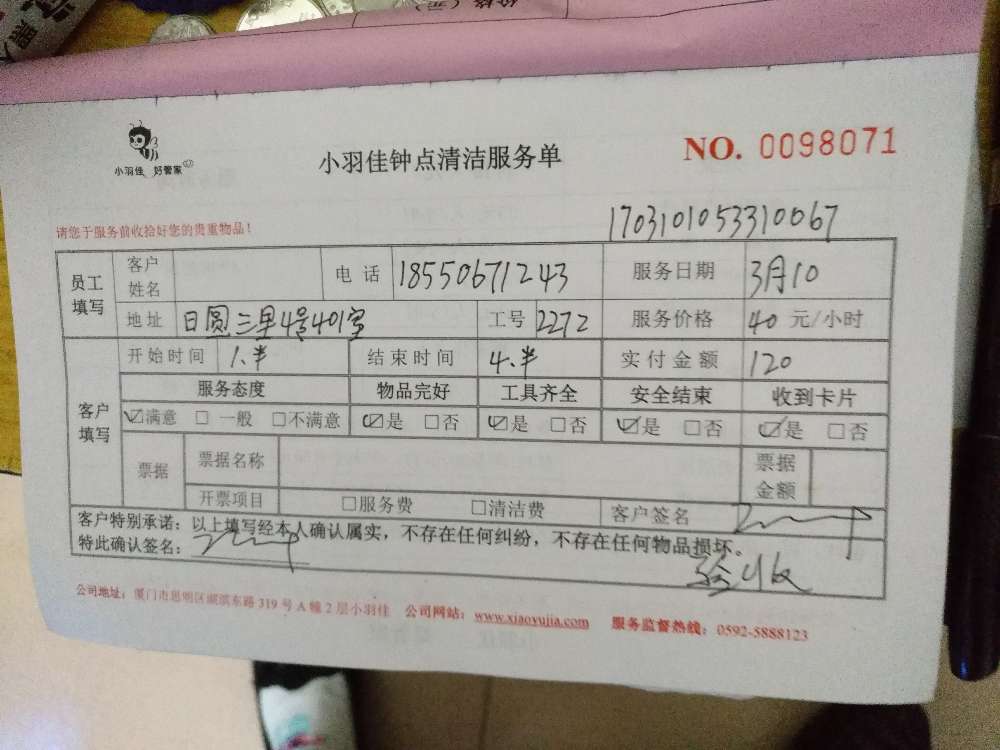 价格(元)
小羽佳 好管家
小羽佳钟点清洁服务单
NO. 0098071
1703101053310067
请您于服务前收拾好您的贵重物品!
员工填写 客户姓名 电话 18550671243 服务日期 3月10
地址 日圆三里4号401室 工号 2272 服务价格 40 元/小时
客户填写 开始时间 1.半 结束时间 4.半 实付金额 120
服务态度 物品完好 工具齐全 安全结束 收到卡片
☑满意 □一般 □不满意 ☑是 □否 ☑是 □否 ☑是 □否 ☑是 □否
票据 票据名称 票据金额
开票项目 □服务费 □清洁费 客户签名
客户特别承诺:以上填写经本人确认属实,不存在任何纠纷,不存在任何物品损坏。
特此确认签名:
验收
公司地址:厦门市思明区湖滨东路319号A幢2层小羽佳 公司网站:www.xiaoyujia.com 服务监督热线:0592-5888123